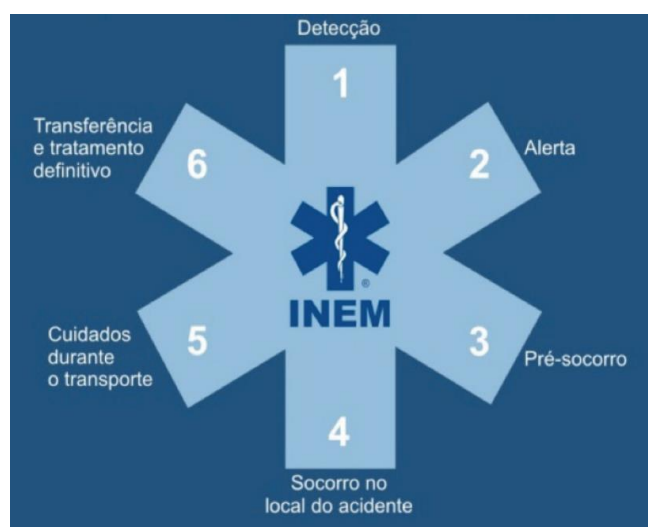 Detecção
1
2
Alerta
3
Pré-socorro
4
Socorro no
local do acidente
5
Cuidados
durante
o transporte
6
Transferência
e tratamento
definitivo
INEM
®